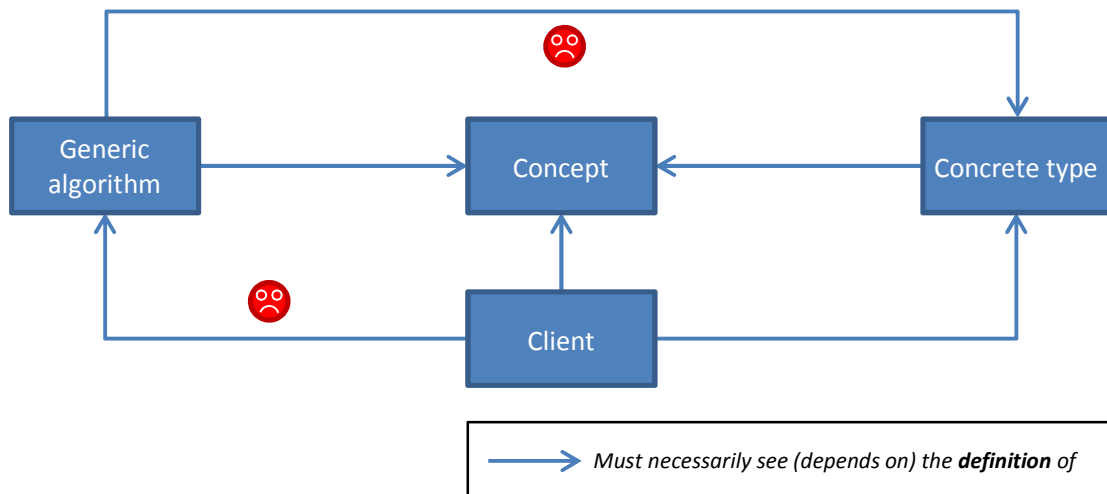 Generic
algorithm
Concept
Concrete type
Client
Must necessarily see (depends on) the definition of